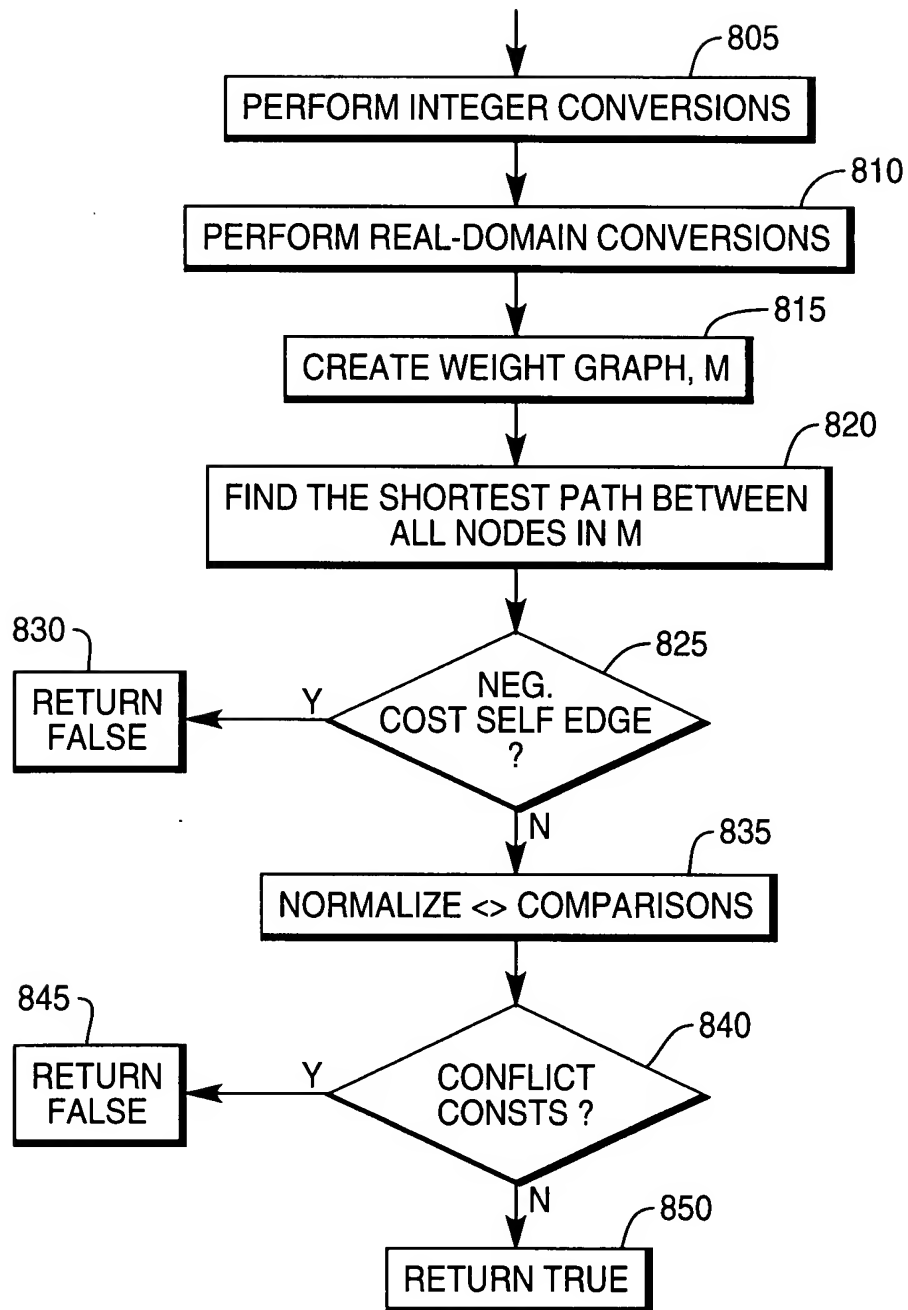 805
PERFORM INTEGER CONVERSIONS
810
PERFORM REAL-DOMAIN CONVERSIONS
815
CREATE WEIGHT GRAPH, M
820
FIND THE SHORTEST PATH BETWEEN
ALL NODES IN M
830
RETURN
FALSE
Y
825
NEG.
COST SELF EDGE
?
N
835
NORMALIZE <> COMPARISONS
845
RETURN
FALSE
Y
840
CONFLICT
CONSTS ?
N
850
RETURN TRUE